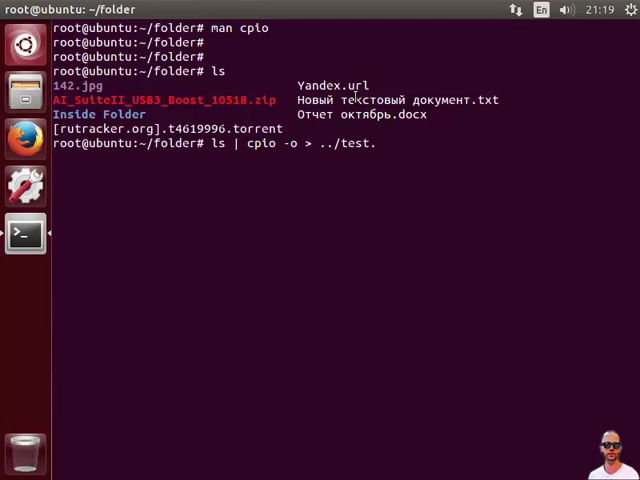 root@ubuntu: ~/folder En 21:19
root@ubuntu:~/folder# man cpio
root@ubuntu:~/folder#
root@ubuntu:~/folder#
root@ubuntu:~/folder# ls
142.jpg Yandex.url
AI_SuiteII_USB3_Boost_10518.zip Новый текстовый документ.txt
Inside Folder Отчет октябрь.docx
[rutracker.org].t4619996.torrent
root@ubuntu:~/folder# ls | cpio -o > ../test.